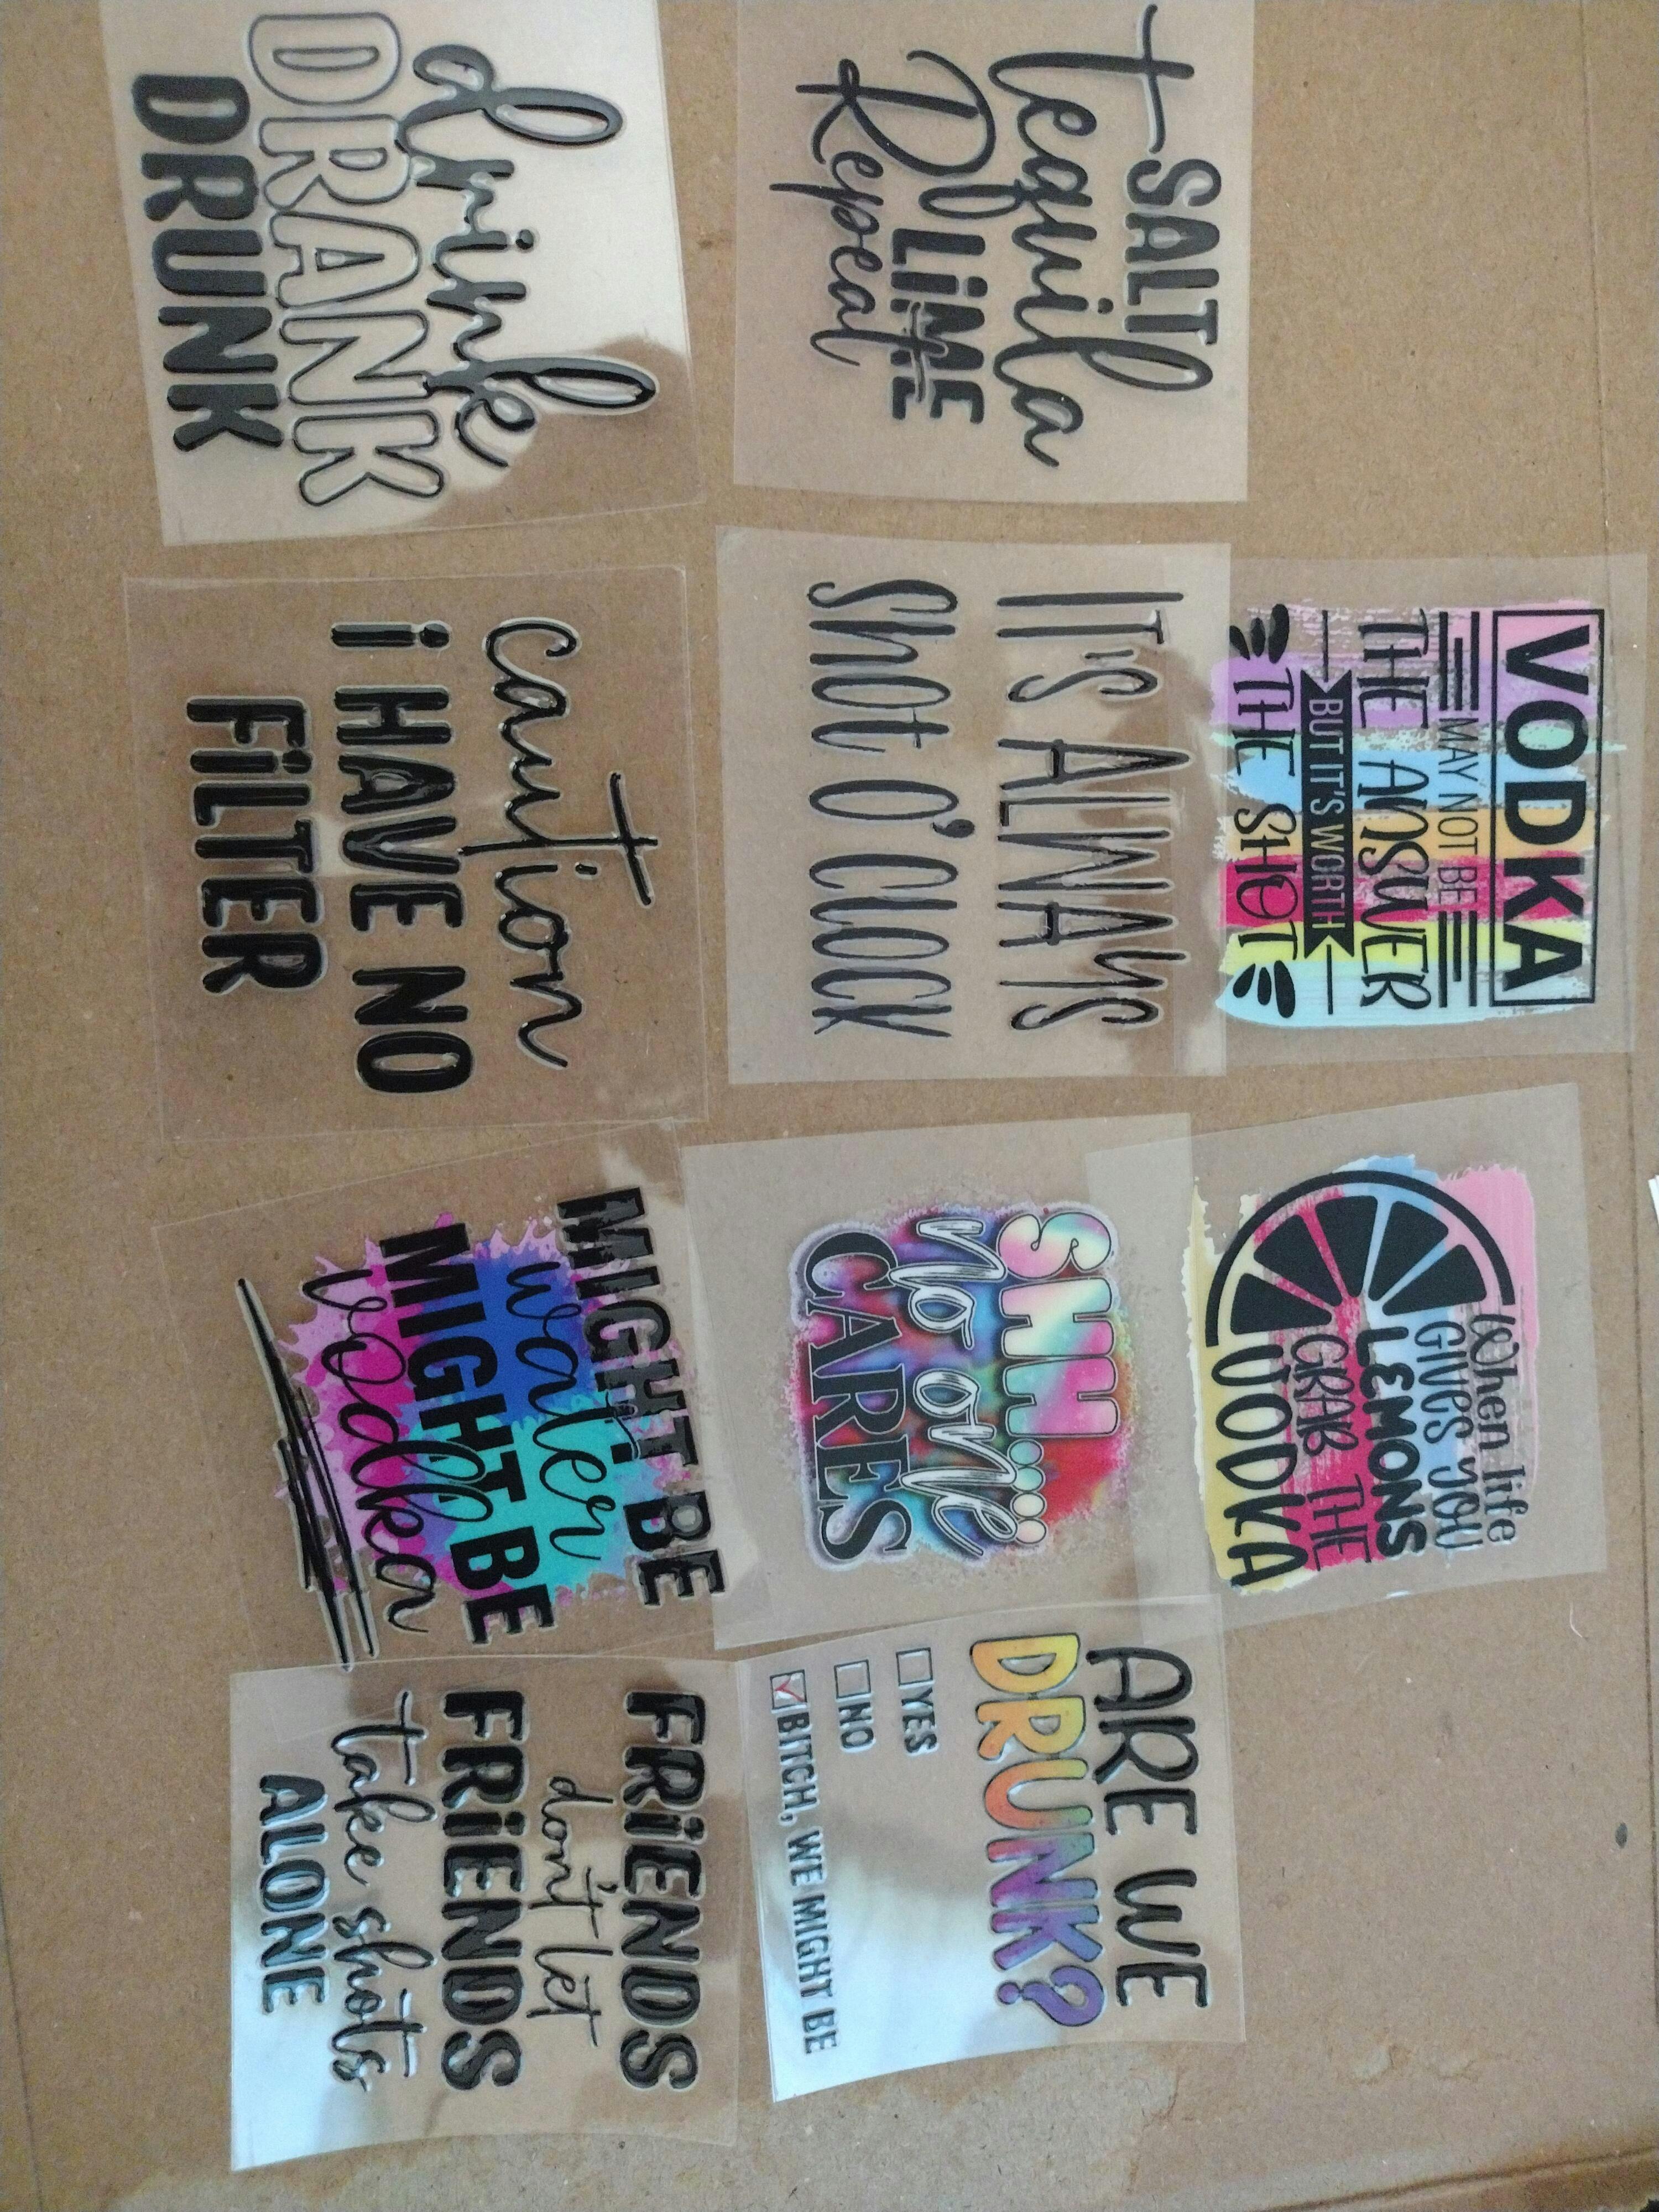 VODKA
MAY NOT BE
THE ANSWER
BUT IT'S WORTH
THE SHOT
When life
GIVES YOU
LEMONS
GRAB THE
VODKA
SALT
tequila
LIME
Repeat
IT'S ALWAYS
SHOT O'CLOCK
SHHH...
no one
CARES
ARE WE
DRUNK?
YES
NO
BITCH, WE MIGHT BE
drink
DRANK
DRUNK
caution
i HAVE NO
FiLTER
MIGHT BE
water
MIGHT BE
vodka
FRiENDS
don't let
FRiENDS
take shots
ALONE